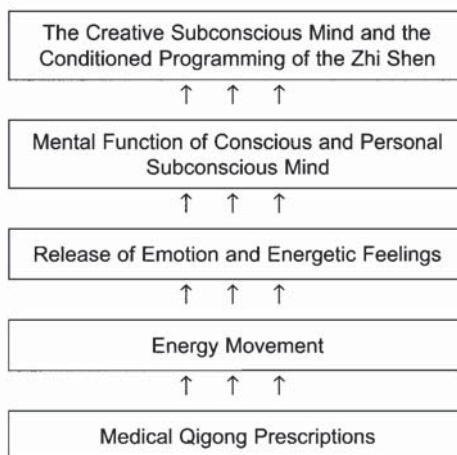 The Creative Subconscious Mind and the
Conditioned Programming of the Zhi Shen
↑ ↑ ↑
Mental Function of Conscious and Personal
Subconscious Mind
↑ ↑ ↑
Release of Emotion and Energetic Feelings
↑ ↑ ↑
Energy Movement
↑ ↑ ↑
Medical Qigong Prescriptions